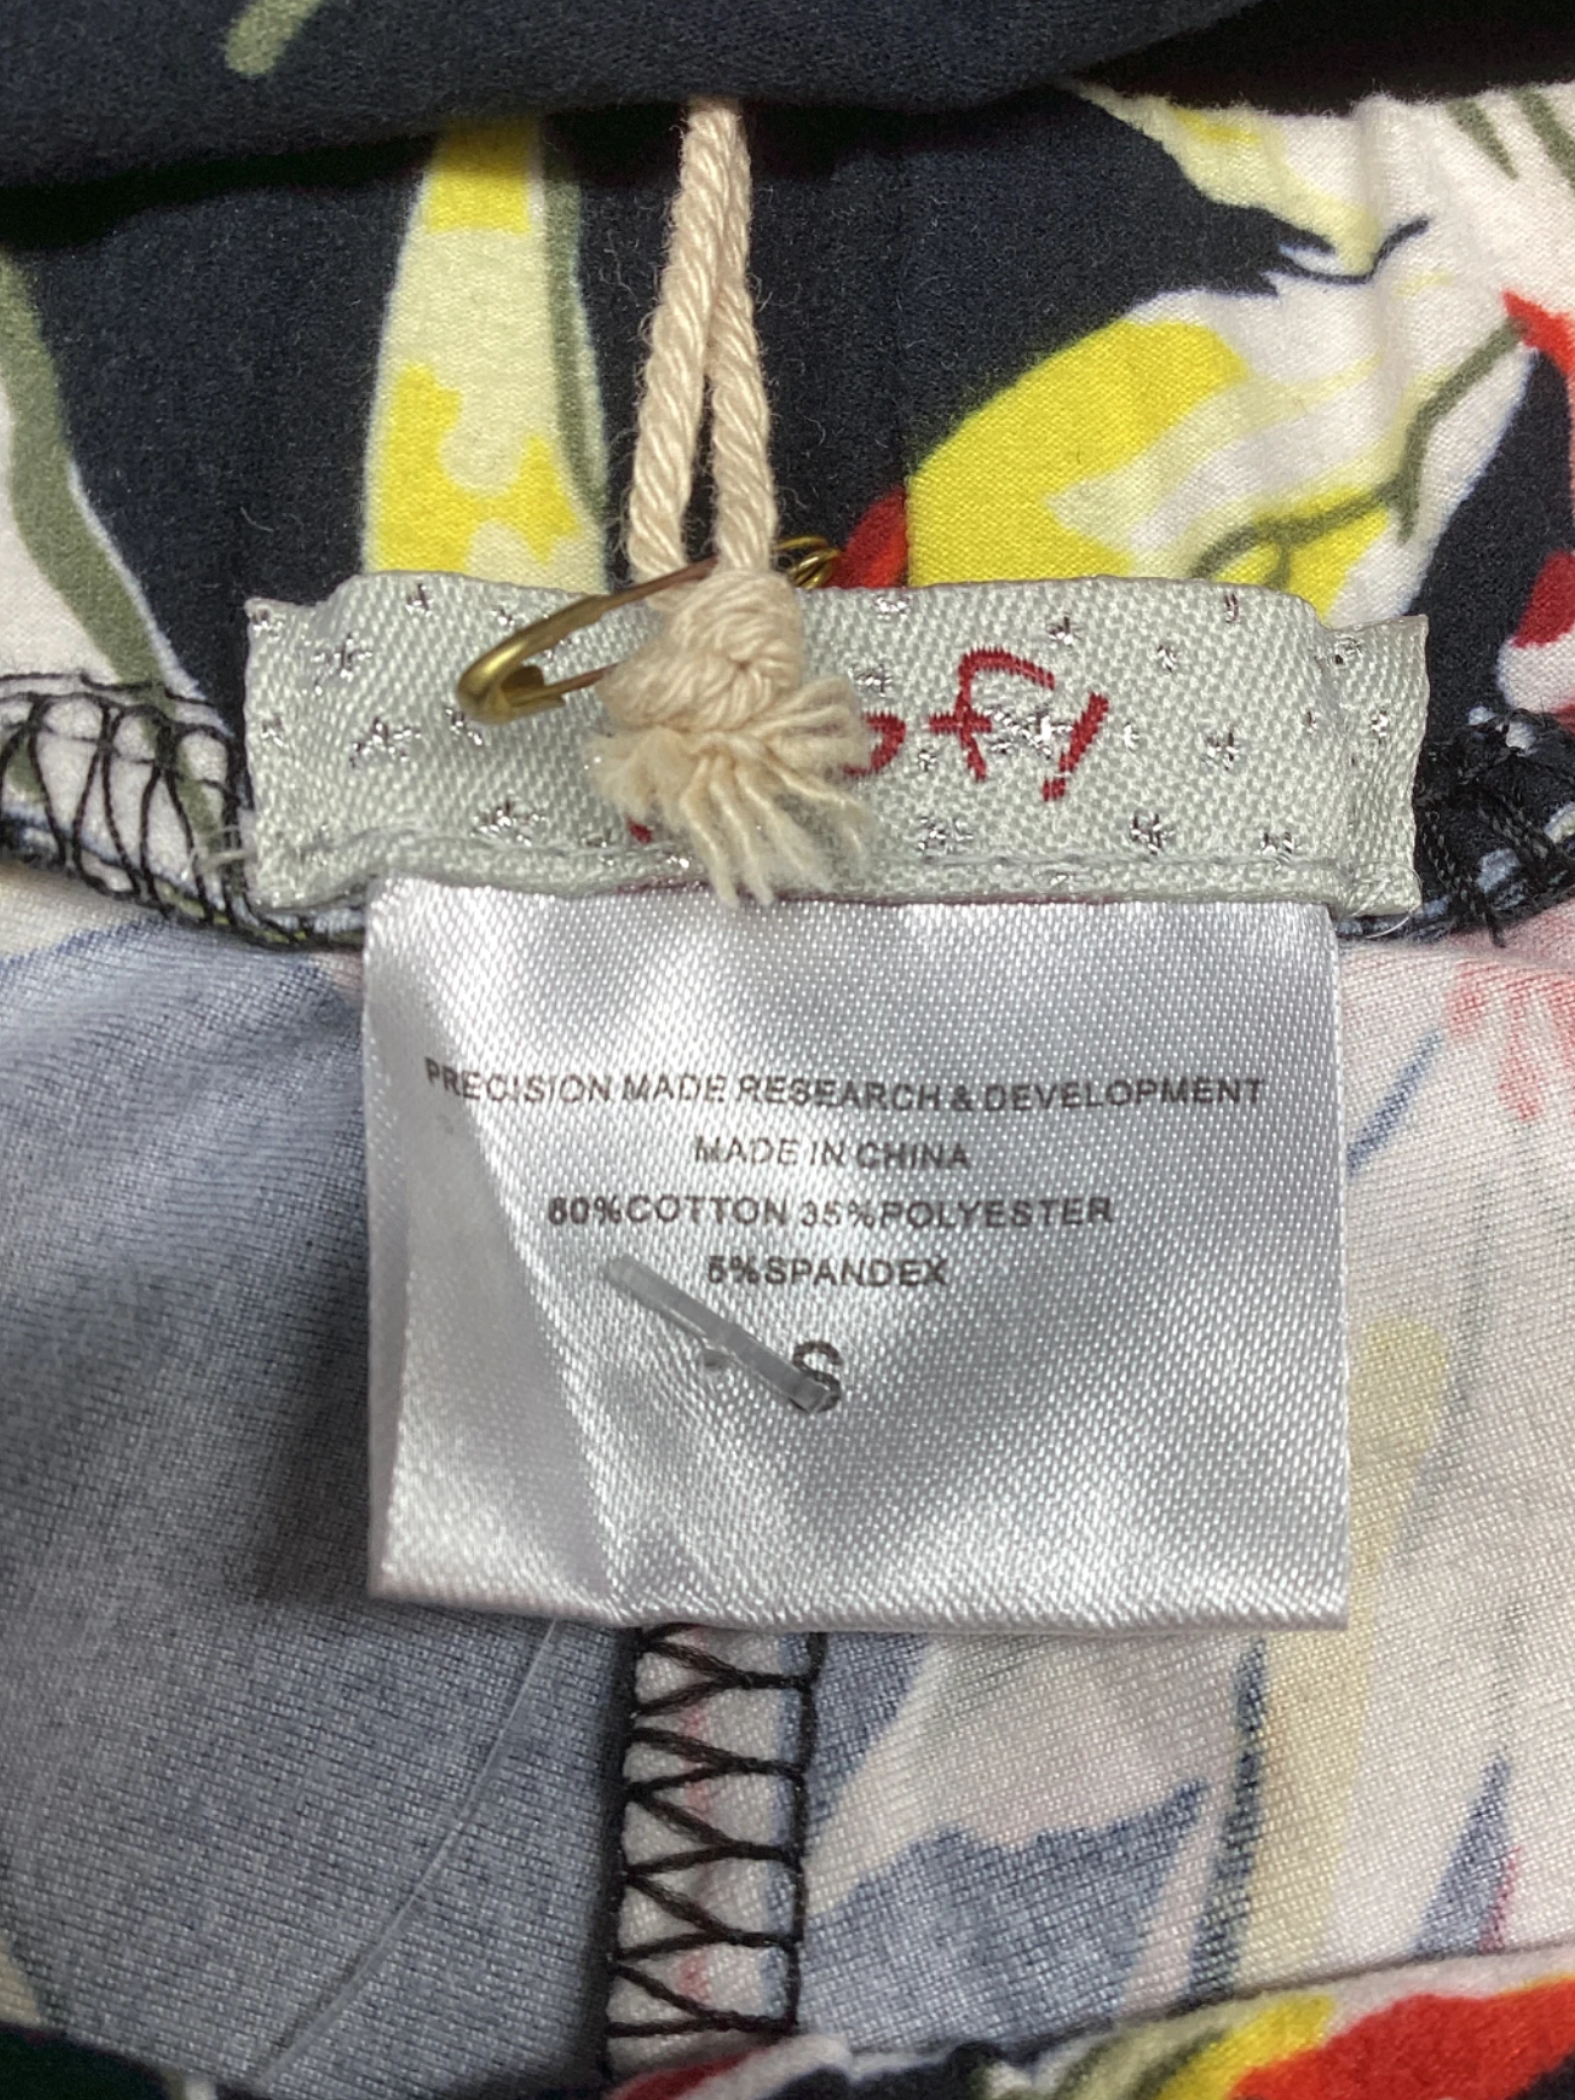 PRECISION MADE RESEARCH & DEVELOPMENT
MADE IN CHINA
60%COTTON 35%POLYESTER
5%SPANDEX
S